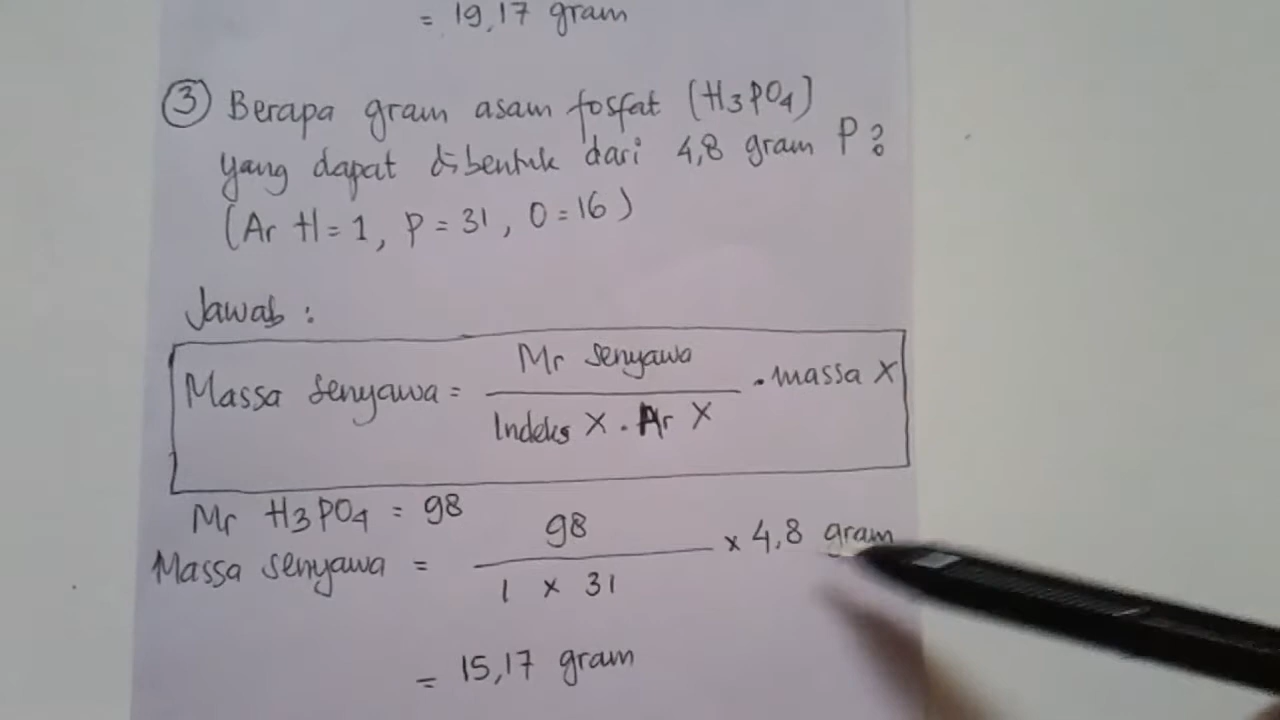 = 19,17 gram
③ Berapa gram asam fosfat (H3PO4)
yang dapat dibentuk dari 4,8 gram P?
(Ar H = 1, P = 31, O = 16)
Jawab :
Massa Senyawa = Mr Senyawa / Indeks X . Ar X . massa X
Mr H3PO4 = 98
Massa senyawa = 98 / 1 x 31 x 4,8 gram
= 15,17 gram